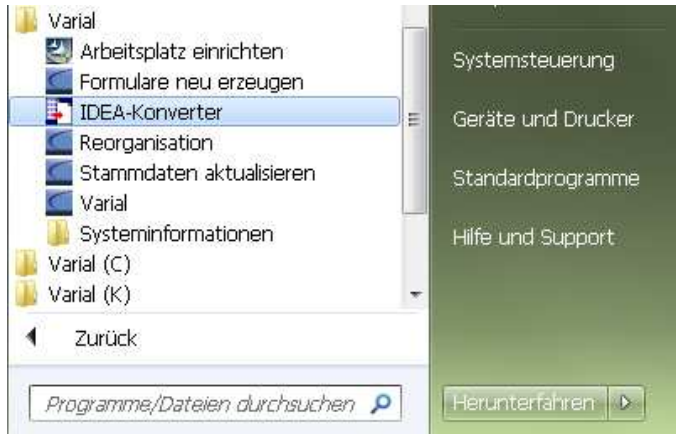 Varial
Arbeitsplatz einrichten
Formulare neu erzeugen
IDEA-Konverter
Reorganisation
Stammdaten aktualisieren
Varial
Systeminformationen
Varial (C)
Varial (K)
Zurück
Programme/Dateien durchsuchen
Systemsteuerung
Geräte und Drucker
Standardprogramme
Hilfe und Support
Herunterfahren